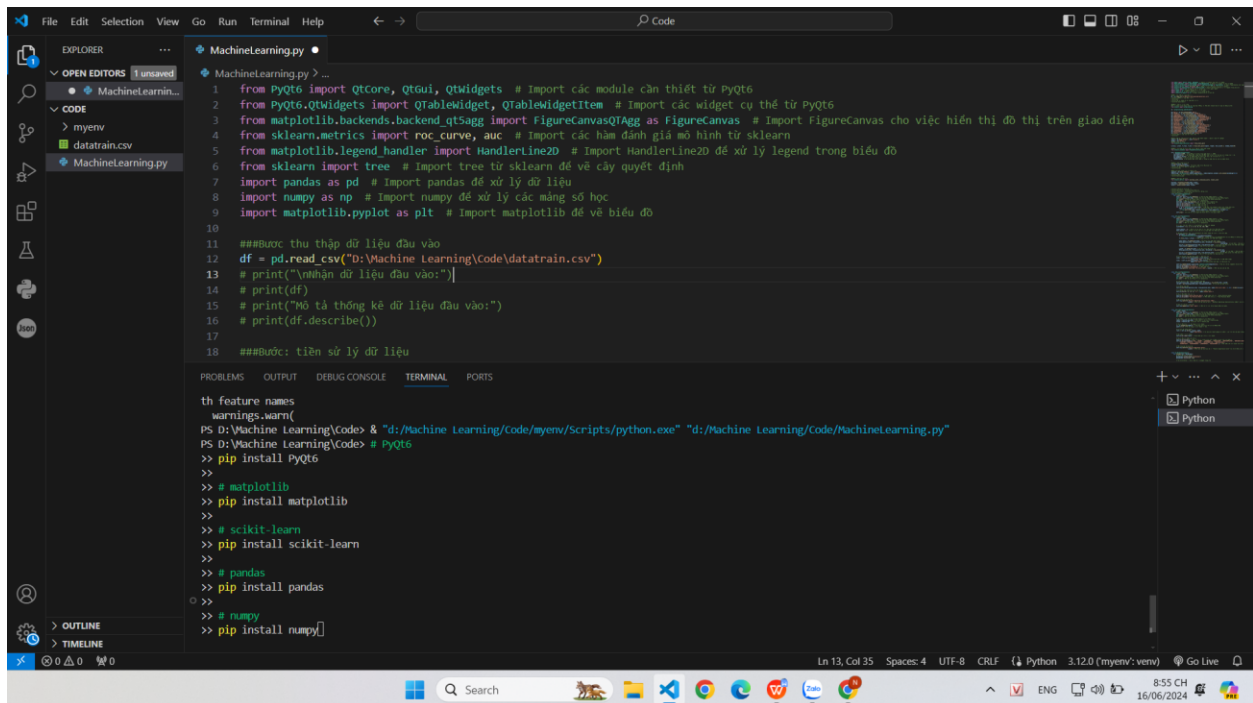 File Edit Selection View Go Run Terminal Help
Code
EXPLORER
OPEN EDITORS 1 unsaved
MachineLearnin...
CODE
myenv
datatrain.csv
MachineLearning.py
OUTLINE
TIMELINE
MachineLearning.py
MachineLearning.py > ...
1 from PyQt6 import QtCore, QtGui, QtWidgets # Import các module cần thiết từ PyQt6
2 from PyQt6.QtWidgets import QTableWidget, QTableWidgetItem # Import các widget cụ thể từ PyQt6
3 from matplotlib.backends.backend_qt5agg import FigureCanvasQTAgg as FigureCanvas # Import FigureCanvas cho việc hiển thị đồ thị trên giao diện
4 from sklearn.metrics import roc_curve, auc # Import các hàm đánh giá mô hình từ sklearn
5 from matplotlib.legend_handler import HandlerLine2D # Import HandlerLine2D để xử lý legend trong biểu đồ
6 from sklearn import tree # Import tree từ sklearn để vẽ cây quyết định
7 import pandas as pd # Import pandas để xử lý dữ liệu
8 import numpy as np # Import numpy để xử lý các mảng số học
9 import matplotlib.pyplot as plt # Import matplotlib để vẽ biểu đồ
10
11 ###Bươc thu thập dữ liệu đầu vào
12 df = pd.read_csv("D:\Machine Learning\Code\datatrain.csv")
13 # print("\nNhận dữ liệu đầu vào:")
14 # print(df)
15 # print("Mô tả thống kê dữ liệu đầu vào:")
16 # print(df.describe())
17
18 ###Bước: tiền sử lý dữ liệu
PROBLEMS OUTPUT DEBUG CONSOLE TERMINAL PORTS
th feature names
warnings.warn(
PS D:\Machine Learning\Code> & "d:/Machine Learning/Code/myenv/Scripts/python.exe" "d:/Machine Learning/Code/MachineLearning.py"
PS D:\Machine Learning\Code> # PyQt6
>> pip install PyQt6
>>
>> # matplotlib
>> pip install matplotlib
>>
>> # scikit-learn
>> pip install scikit-learn
>>
>> # pandas
>> pip install pandas
>>
>> # numpy
>> pip install numpy
Python
Python
Json
0 0 0 Ln 13, Col 35 Spaces: 4 UTF-8 CRLF Python 3.12.0 ('myenv': venv) Go Live
Search
Zalo
ENG
8:55 CH
16/06/2024
PRE